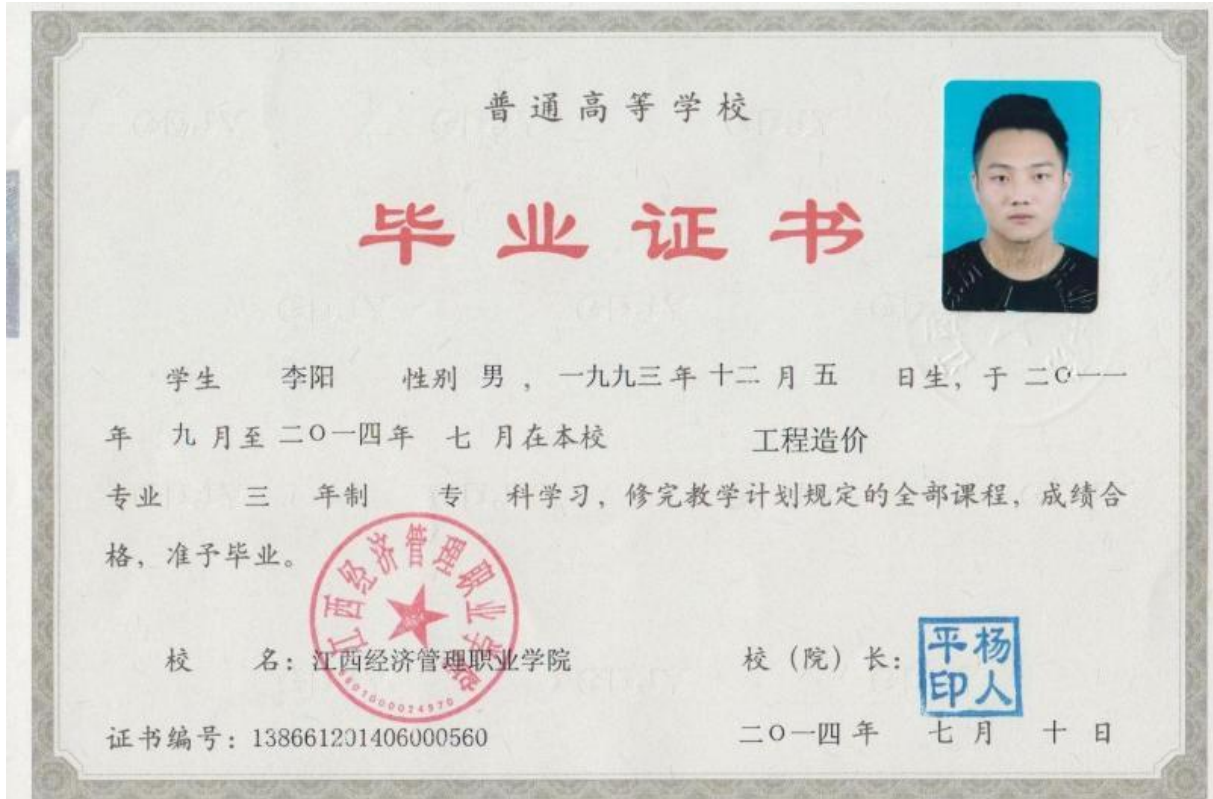 普通高等学校
毕业证书
学生 李阳 性别 男 ， 一九九三 年 十二 月 五 日生，于 二〇一一
年 九 月至 二〇一四年 七 月在本校 工程造价
专业 三 年制 专 科学习，修完教学计划规定的全部课程，成绩合
格，准予毕业。
江西经济管理职业学院
校 名：江西经济管理职业学院
校（院）长：
杨人平印
证书编号：138661201406000560
二〇一四 年 七 月 十 日